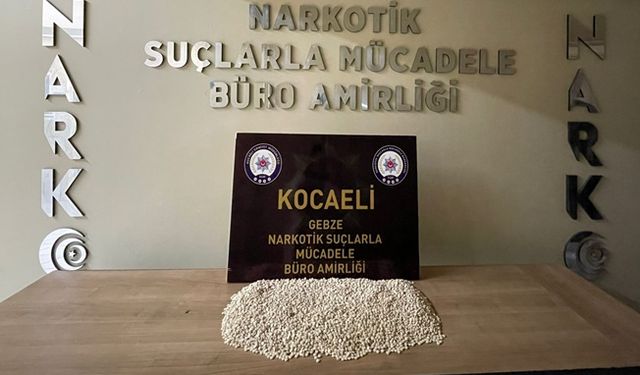 NARKOTİK
SUÇLARLA MÜCADELE
BÜRO AMİRLİĞİ
NARKO
NARKO
KOCAELİ
GEBZE
NARKOTİK SUÇLARLA
MÜCADELE
BÜRO AMİRLİĞİ